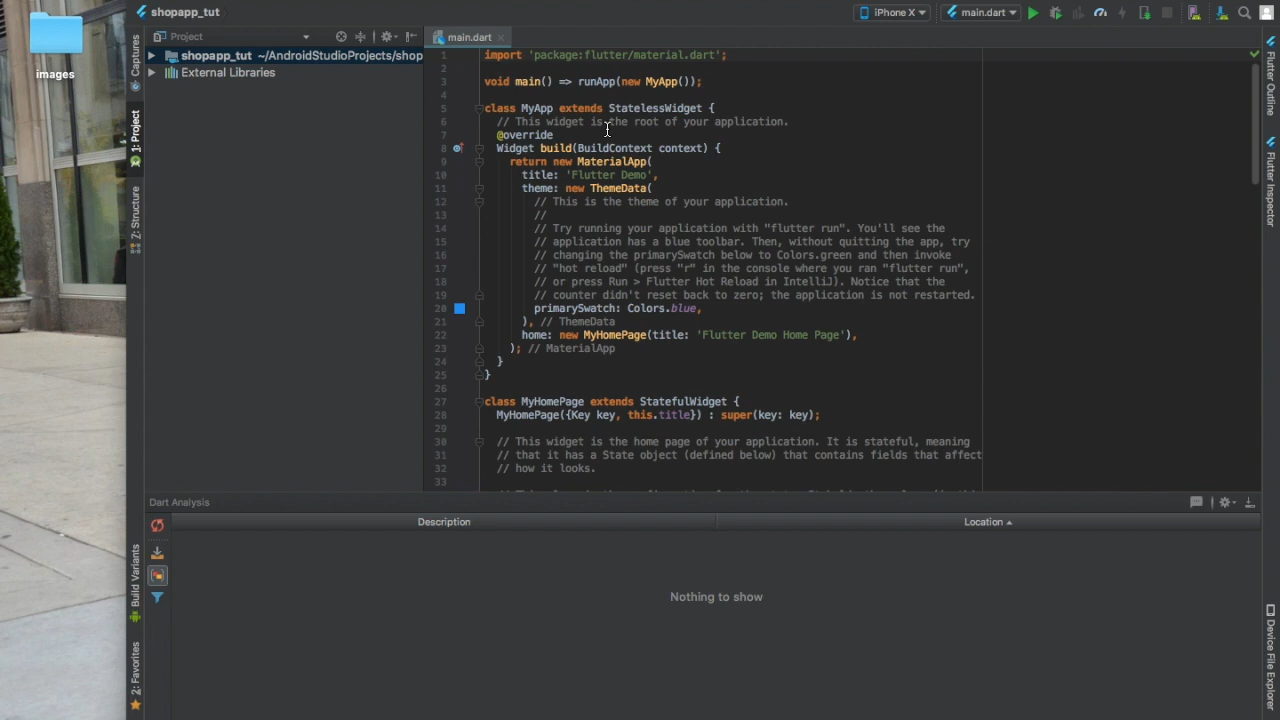 shopapp_tut
iPhone X
main.dart
images
Captures
1: Project
Z: Structure
Build Variants
2: Favorites
Project
shopapp_tut ~/AndroidStudioProjects/shop
External Libraries
main.dart
1 import 'package:flutter/material.dart';
2
3 void main() => runApp(new MyApp());
4
5 class MyApp extends StatelessWidget {
6 // This widget is the root of your application.
7 @override
8 Widget build(BuildContext context) {
9 return new MaterialApp(
10 title: 'Flutter Demo',
11 theme: new ThemeData(
12 // This is the theme of your application.
13 //
14 // Try running your application with "flutter run". You'll see the
15 // application has a blue toolbar. Then, without quitting the app, try
16 // changing the primarySwatch below to Colors.green and then invoke
17 // "hot reload" (press "r" in the console where you ran "flutter run",
18 // or press Run > Flutter Hot Reload in IntelliJ). Notice that the
19 // counter didn't reset back to zero; the application is not restarted.
20 primarySwatch: Colors.blue,
21 ), // ThemeData
22 home: new MyHomePage(title: 'Flutter Demo Home Page'),
23 ); // MaterialApp
24 }
25 }
26
27 class MyHomePage extends StatefulWidget {
28 MyHomePage({Key key, this.title}) : super(key: key);
29
30 // This widget is the home page of your application. It is stateful, meaning
31 // that it has a State object (defined below) that contains fields that affect
32 // how it looks.
33
Flutter Outline
Flutter Inspector
Device File Explorer
Dart Analysis
Description
Location
Nothing to show